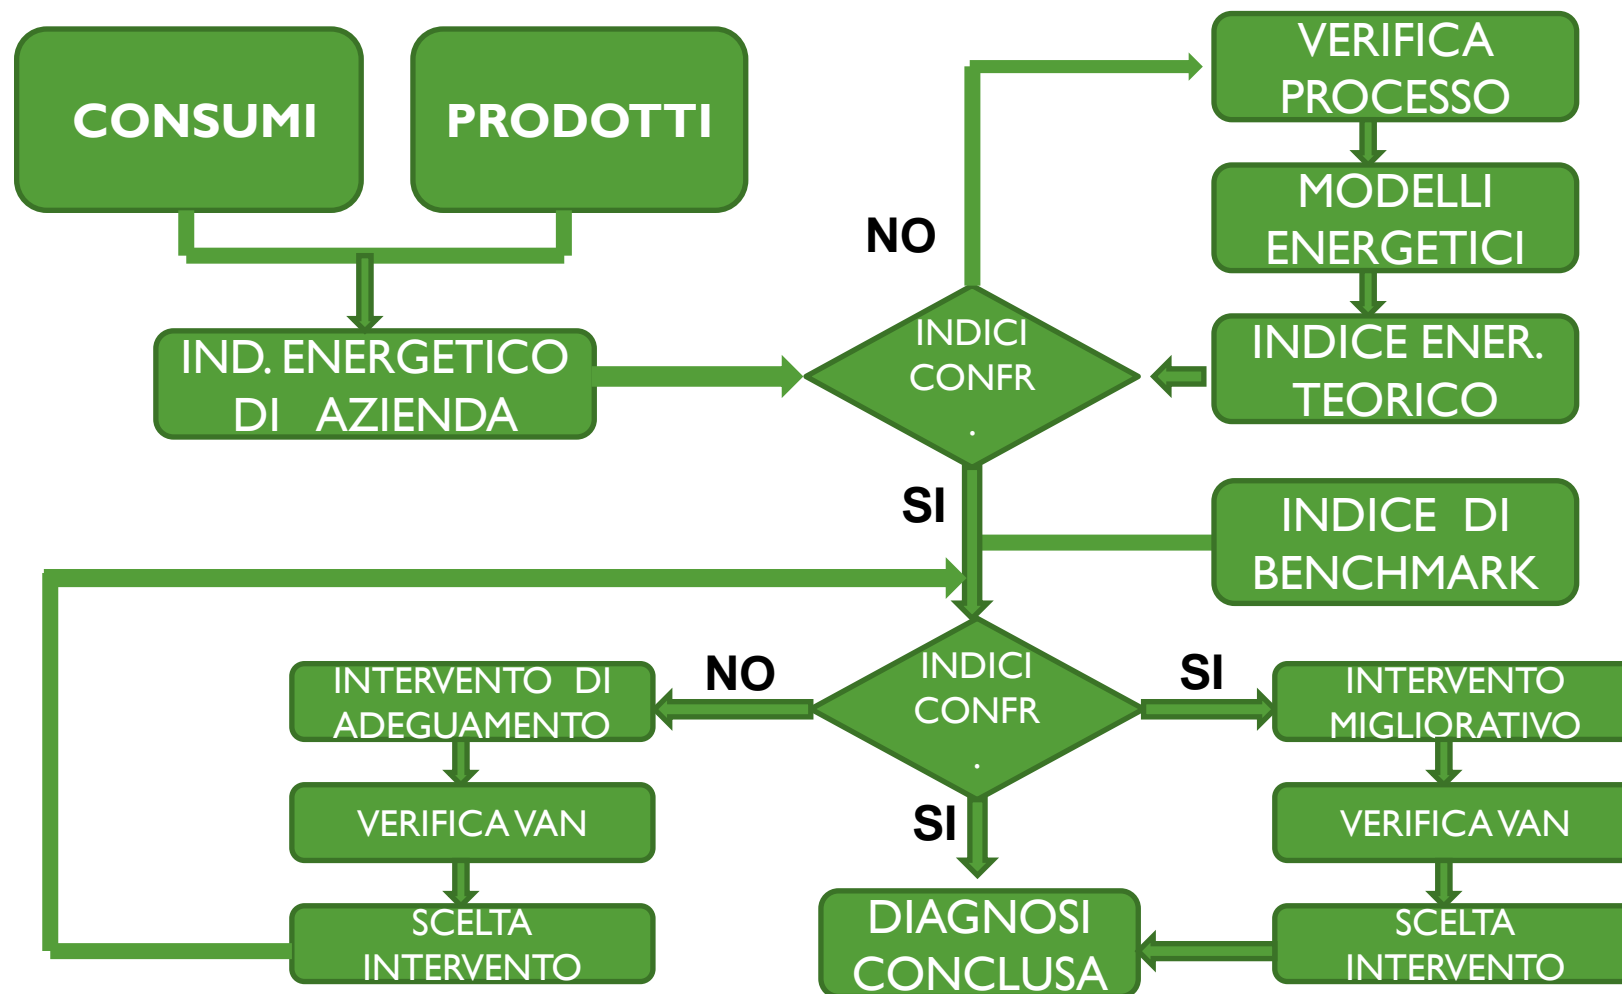 CONSUMI
PRODOTTI
VERIFICA
PROCESSO
MODELLI
ENERGETICI
NO
IND. ENERGETICO
DI AZIENDA
INDICI
CONFR
.
INDICE ENER.
TEORICO
SI
INDICE DI
BENCHMARK
INTERVENTO DI
ADEGUAMENTO
NO
INDICI
CONFR
.
SI
INTERVENTO
MIGLIORATIVO
VERIFICA VAN
SI
VERIFICA VAN
SCELTA
INTERVENTO
DIAGNOSI
CONCLUSA
SCELTA
INTERVENTO